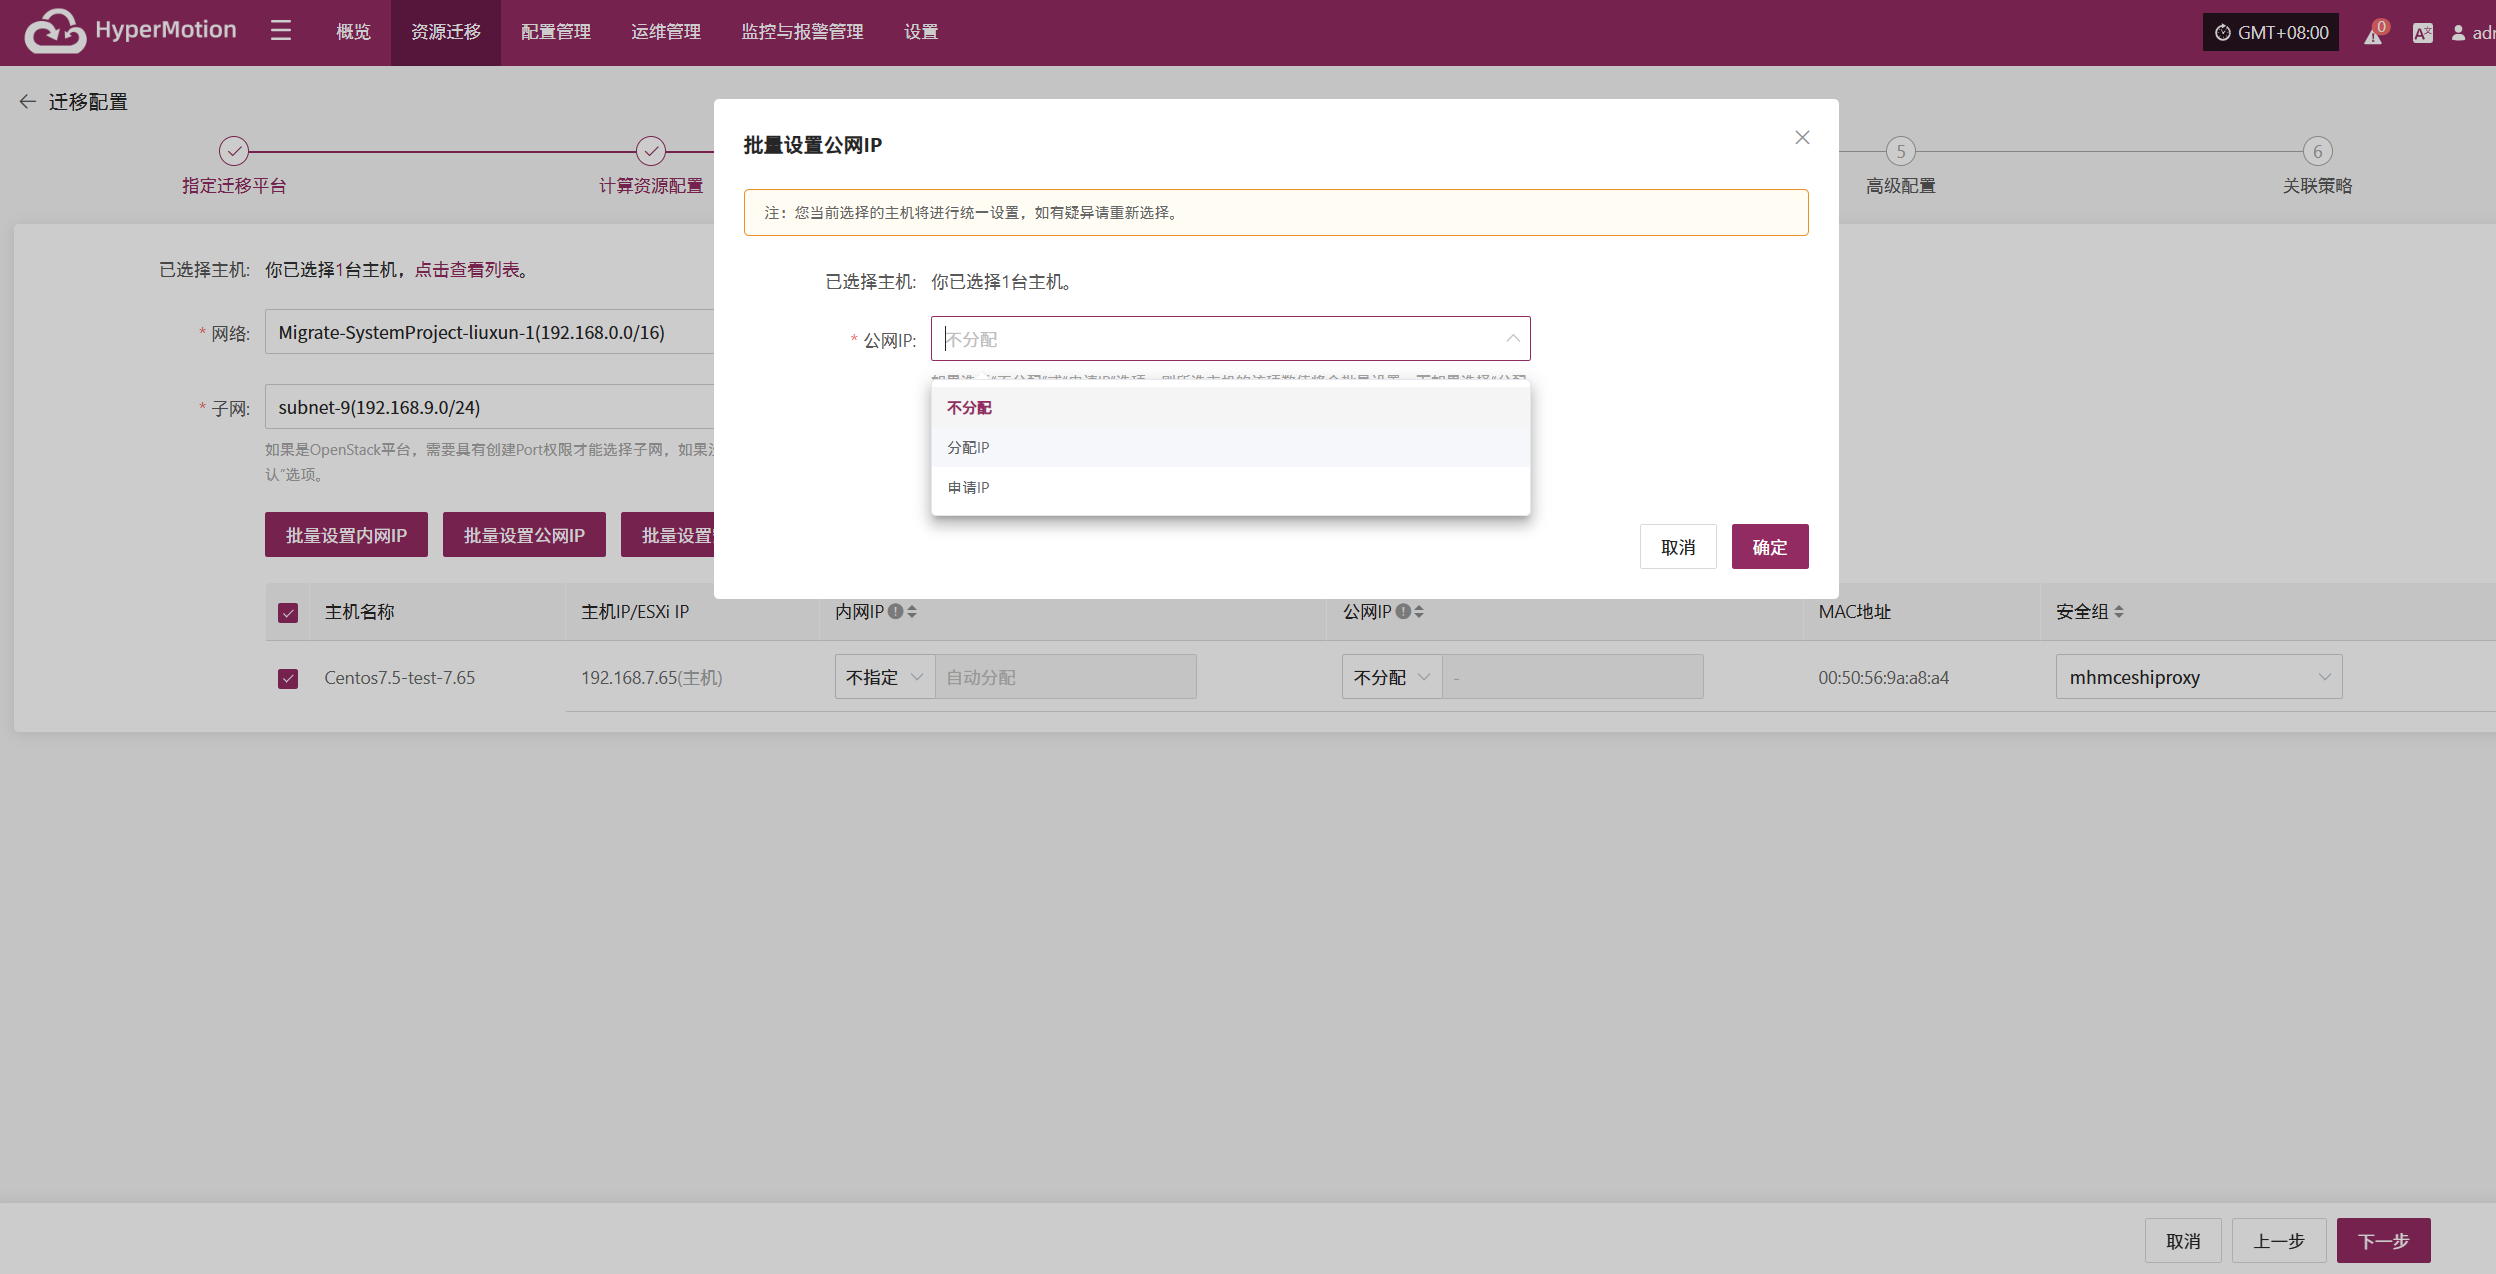 HyperMotion
概览
资源迁移
配置管理
运维管理
监控与报警管理
设置
GMT+08:00
0
迁移配置
批量设置公网IP
5
6
指定迁移平台
计算资源配置
高级配置
关联策略
注：您当前选择的主机将进行统一设置，如有疑异请重新选择。
已选择主机: 你已选择1台主机，点击查看列表。
已选择主机: 你已选择1台主机。
* 网络: Migrate-SystemProject-liuxun-1(192.168.0.0/16)
* 公网IP: 不分配
不分配
分配IP
申请IP
* 子网: subnet-9(192.168.9.0/24)
如果是OpenStack平台，需要具有创建Port权限才能选择子网，如果
认"选项。
批量设置内网IP
批量设置公网IP
批量设置
取消
确定
主机名称
主机IP/ESXi IP
内网IP
公网IP
MAC地址
安全组
Centos7.5-test-7.65
192.168.7.65(主机)
不指定
自动分配
不分配
-
00:50:56:9a:a8:a4
mhmceshiproxy
取消
上一步
下一步